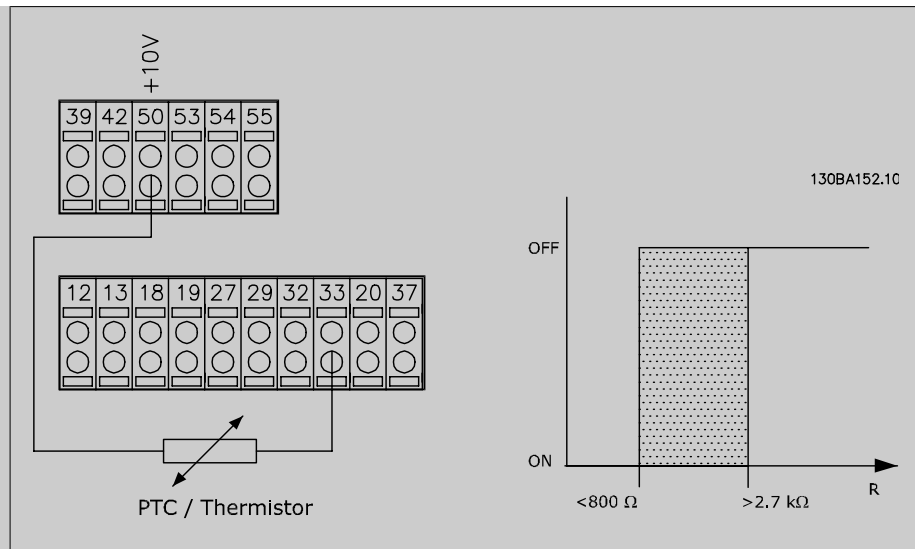 +10V
39 42 50 53 54 55
12 13 18 19 27 29 32 33 20 37
PTC / Thermistor
130BA152.10
OFF
ON
<800 Ω >2.7 kΩ R